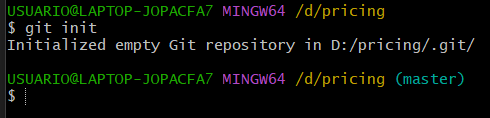 USUARIO@LAPTOP-JOPACFA7 MINGW64 /d/pricing
$ git init
Initialized empty Git repository in D:/pricing/.git/
USUARIO@LAPTOP-JOPACFA7 MINGW64 /d/pricing (master)
$